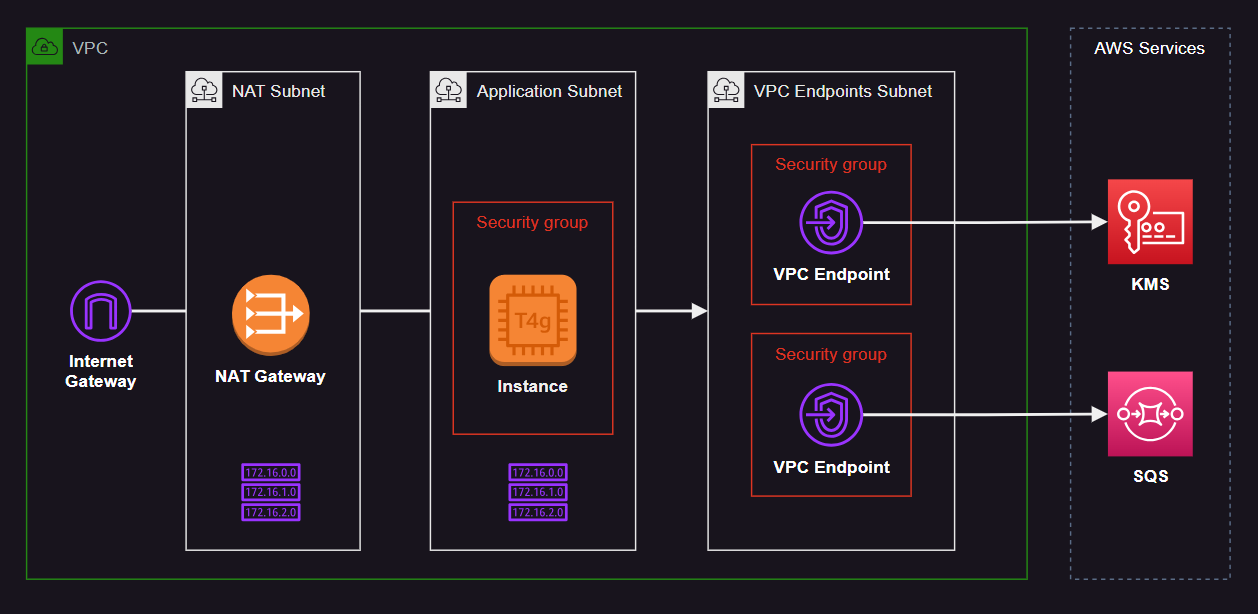 VPC
AWS Services
NAT Subnet
Application Subnet
VPC Endpoints Subnet
Security group
Security group
VPC Endpoint
KMS
T4g
Internet
Gateway
NAT Gateway
Instance
Security group
VPC Endpoint
SQS
172.16.0.0
172.16.1.0
172.16.2.0
172.16.0.0
172.16.1.0
172.16.2.0